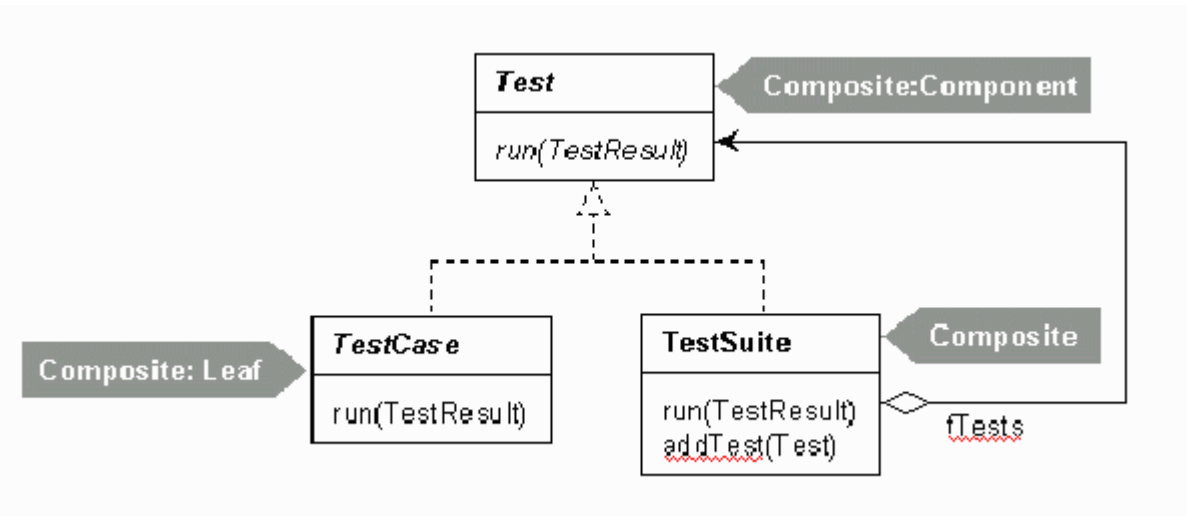 Test
Composite:Component
run(TestResult)
TestCase
TestSuite
Composite
Composite: Leaf
run(TestResult)
run(TestResult)
addTest(Test)
fTests